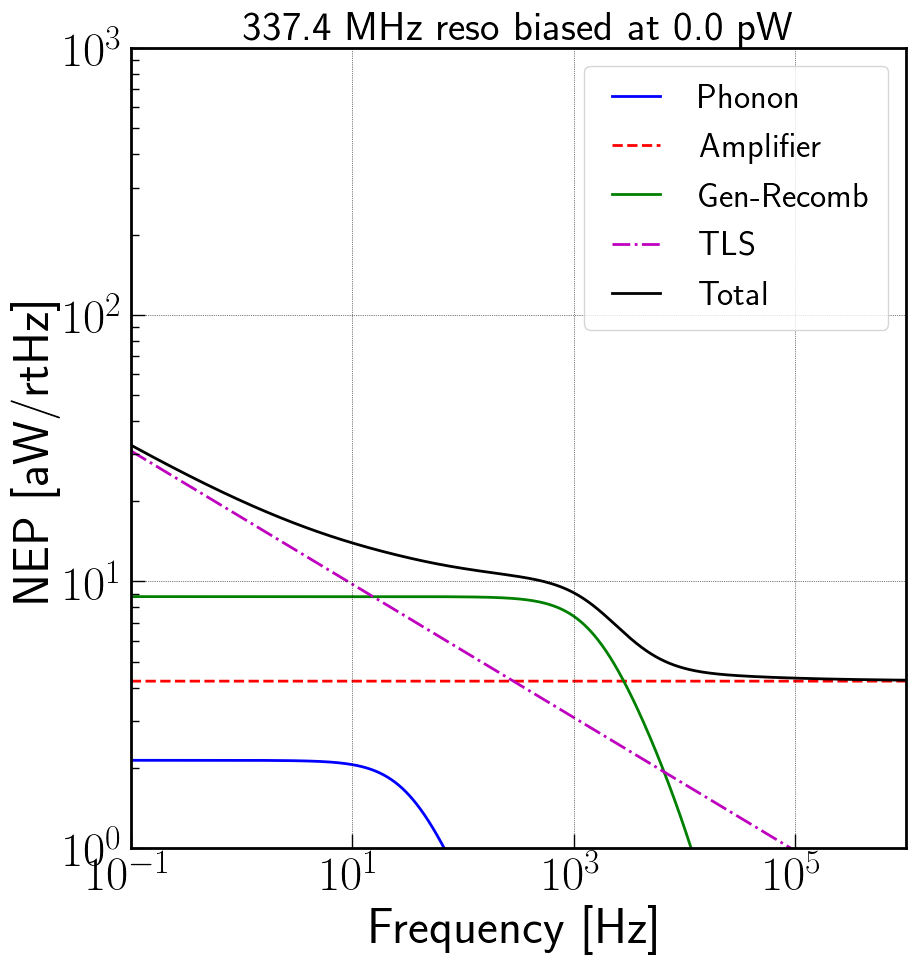 337.4 MHz reso biased at 0.0 pW
10^3
10^2
10^1
10^0
NEP [aW/rtHz]
Phonon
Amplifier
Gen-Recomb
TLS
Total
10^−1
10^1
10^3
10^5
Frequency [Hz]